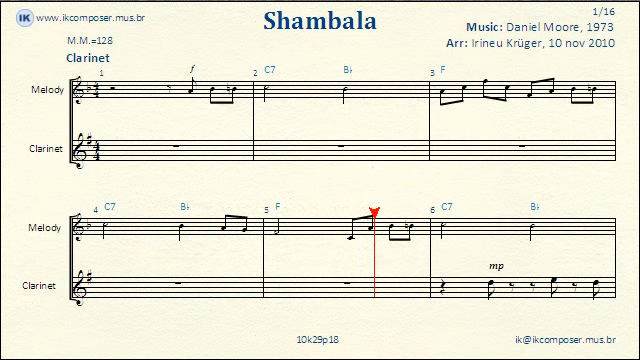 IK www.ikcomposer.mus.br
Shambala
1/16
Music: Daniel Moore, 1973
Arr: Irineu Krüger, 10 nov 2010
M.M.=128
Clarinet
1 f 2 C7 B♭ 3 F
Melody
Clarinet
4 C7 B♭ 5 F 6 C7 B♭
Melody
mp
Clarinet
10k29p18
ik@ikcomposer.mus.br